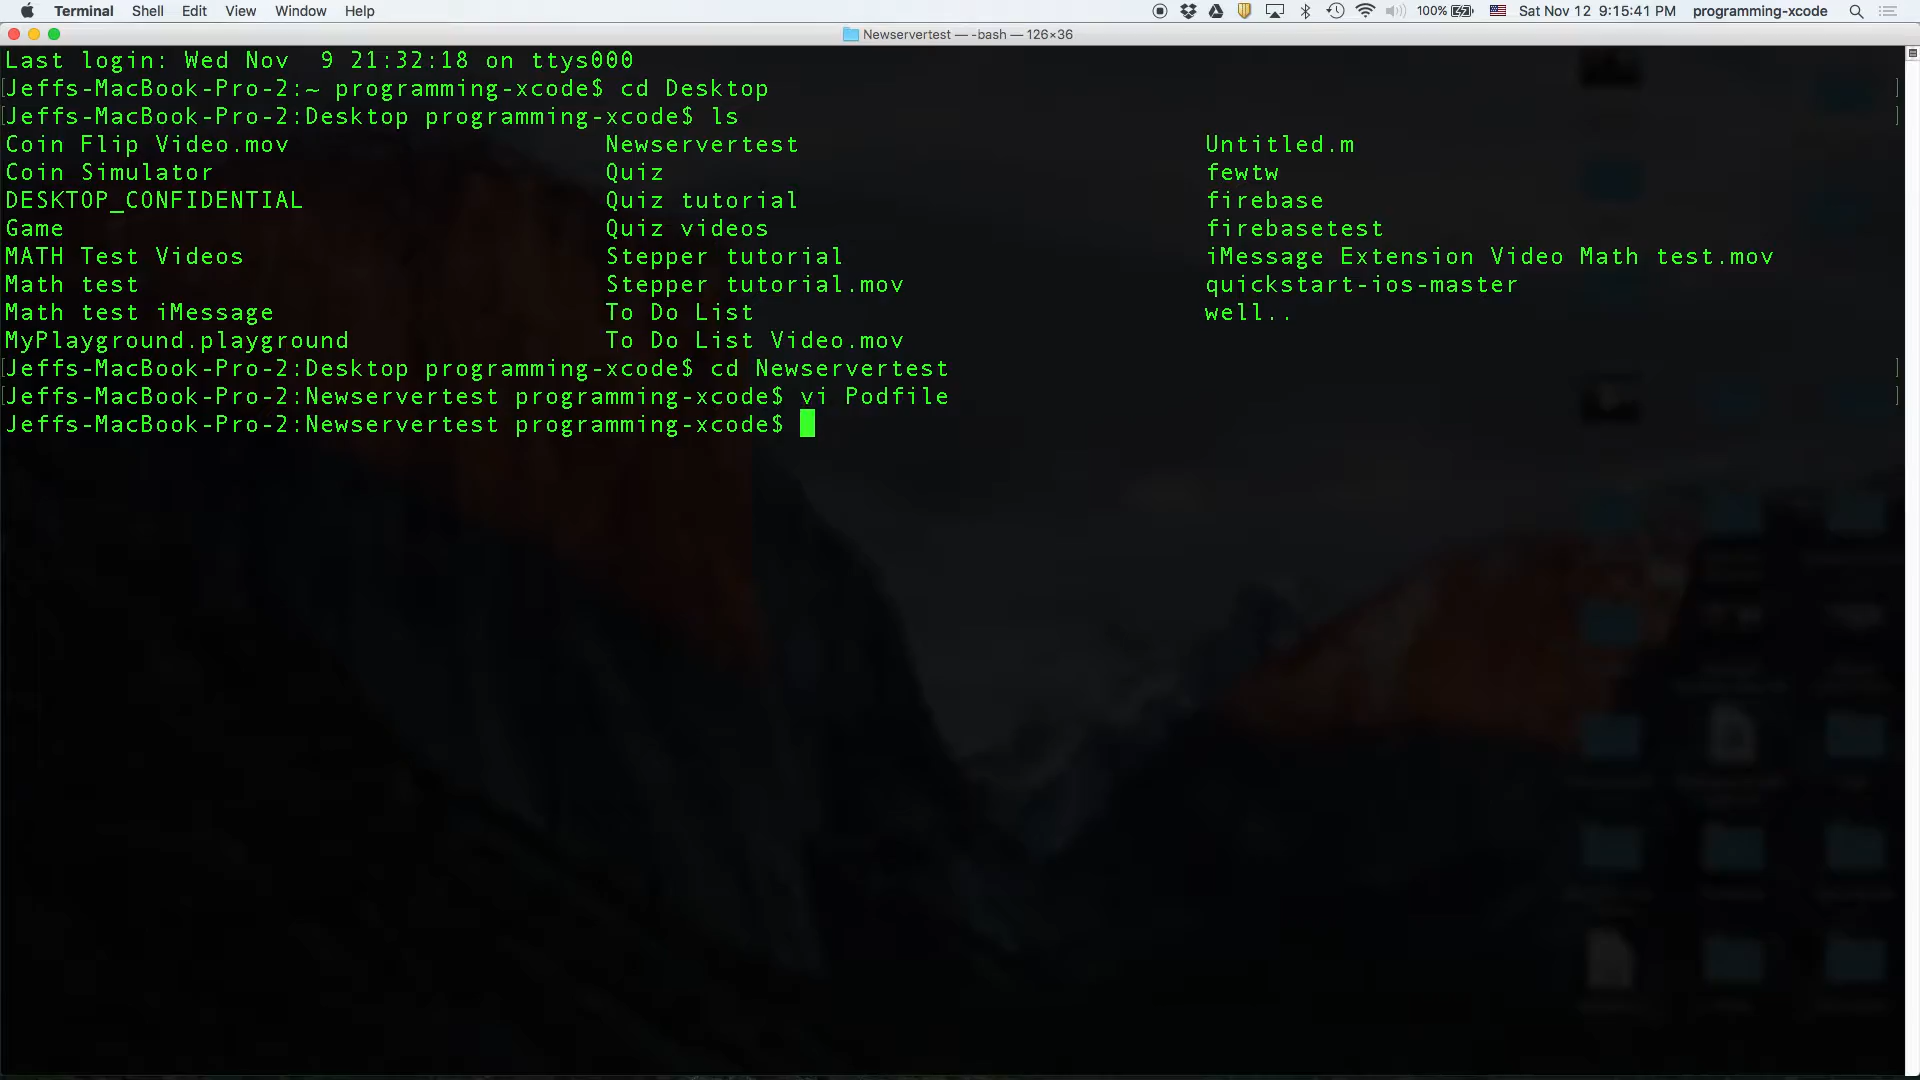 Terminal Shell Edit View Window Help 100% Sat Nov 12 9:15:41 PM programming-xcode
Newservertest — -bash — 126×36
Last login: Wed Nov  9 21:32:18 on ttys000
[Jeffs-MacBook-Pro-2:~ programming-xcode$ cd Desktop ]
[Jeffs-MacBook-Pro-2:Desktop programming-xcode$ ls ]
Coin Flip Video.mov Newservertest Untitled.m
Coin Simulator Quiz fewtw
DESKTOP_CONFIDENTIAL Quiz tutorial firebase
Game Quiz videos firebasetest
MATH Test Videos Stepper tutorial iMessage Extension Video Math test.mov
Math test Stepper tutorial.mov quickstart-ios-master
Math test iMessage To Do List well..
MyPlayground.playground To Do List Video.mov
[Jeffs-MacBook-Pro-2:Desktop programming-xcode$ cd Newservertest ]
[Jeffs-MacBook-Pro-2:Newservertest programming-xcode$ vi Podfile ]
Jeffs-MacBook-Pro-2:Newservertest programming-xcode$